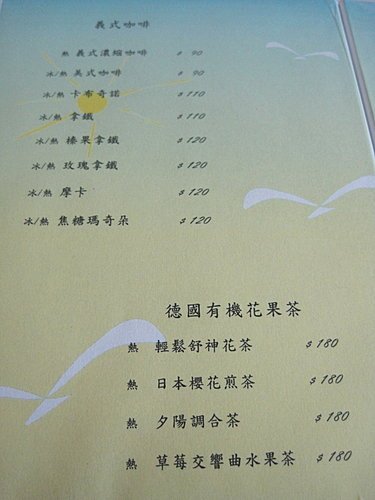 義式咖啡
熱 義式濃縮咖啡 $ 90
冰/熱 美式咖啡 $ 90
冰/熱 卡布奇諾 $110
冰/熱 拿鐵 $110
冰/熱 榛果拿鐵 $120
冰/熱 玫瑰拿鐵 $120
冰/熱 摩卡 $120
冰/熱 焦糖瑪奇朵 $120
德國有機花果茶
熱 輕鬆舒神花茶 $ 180
熱 日本櫻花煎茶 $ 180
熱 夕陽調合茶 $ 180
熱 草莓交響曲水果茶 $ 180